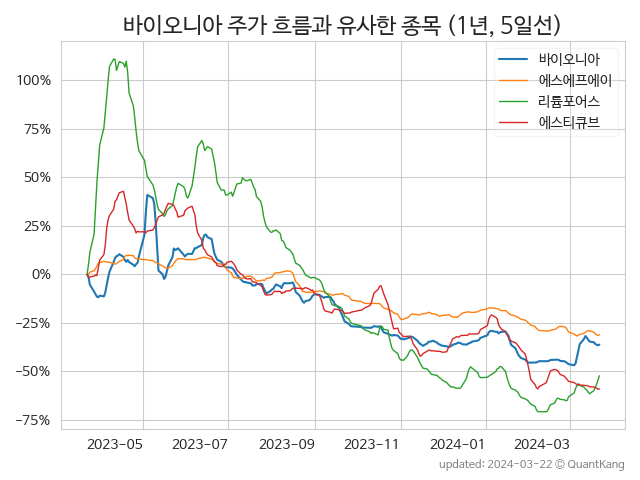 바이오니아 주가 흐름과 유사한 종목 (1년, 5일선)
바이오니아
에스에프에이
리튬포어스
에스티큐브
100%
75%
50%
25%
0%
−25%
−50%
−75%
2023-05
2023-07
2023-09
2023-11
2024-01
2024-03
updated: 2024-03-22 © QuantKang